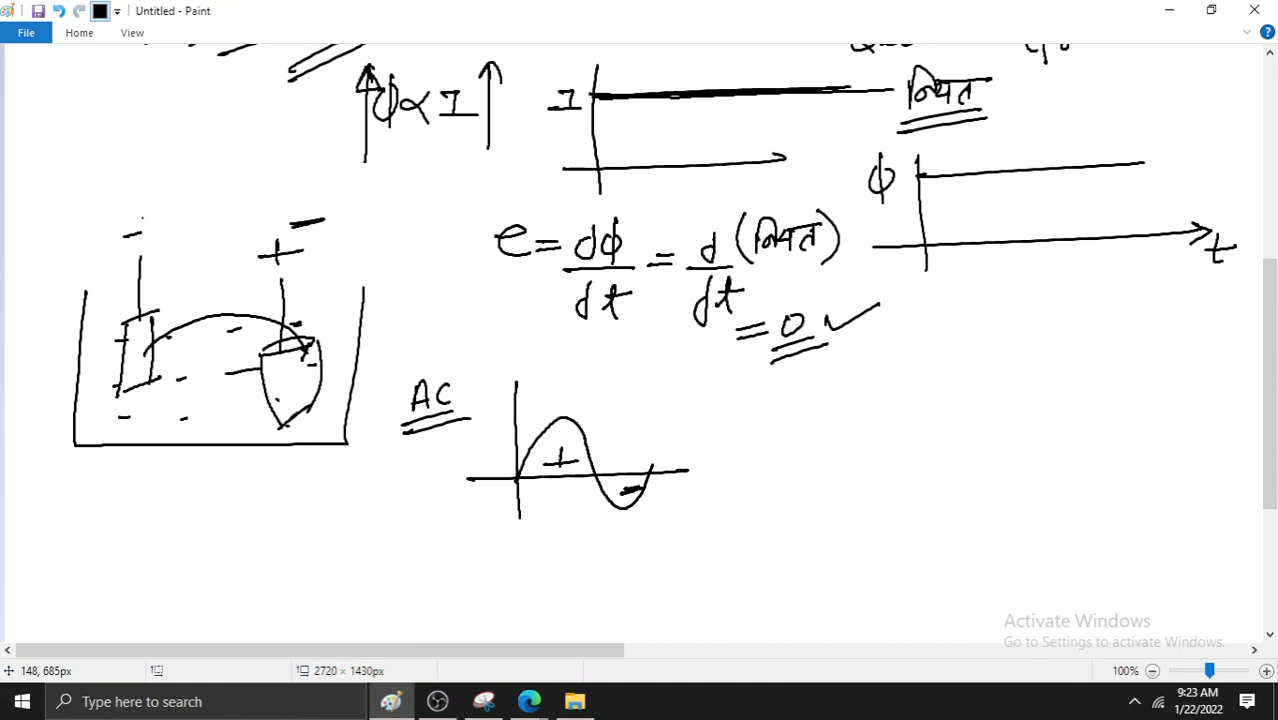 Untitled - Paint
File Home View
Φ ∝ I
I
नियत
Φ
t
e = dΦ/dt = d/dt (नियत)
= 0 ✓
-
+ -
AC
+
-
Activate Windows
Go to Settings to activate Windows.
148, 685px
2720 × 1430px
100%
Type here to search
9:23 AM
1/22/2022